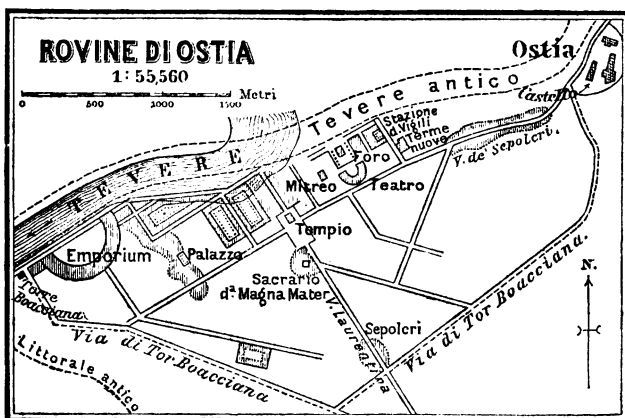 ROVINE DI OSTIA
1:55,560
0 500 1000 1500 Metri
Ostia
Castello
Tevere antico
TEVERE
Stazione
d. Vigili
Terme
nuove
Foro
V. de' Sepolcri.
Mitreo
Teatro
Tempio
Emporium
Palazzo
Sacrario
d.ª Magna Mater
N.
Torre
Boacciana
V. Laurentina
Sepolcri
Via di Tor Boacciana.
Via di Tor Boacciana
Littorale antico